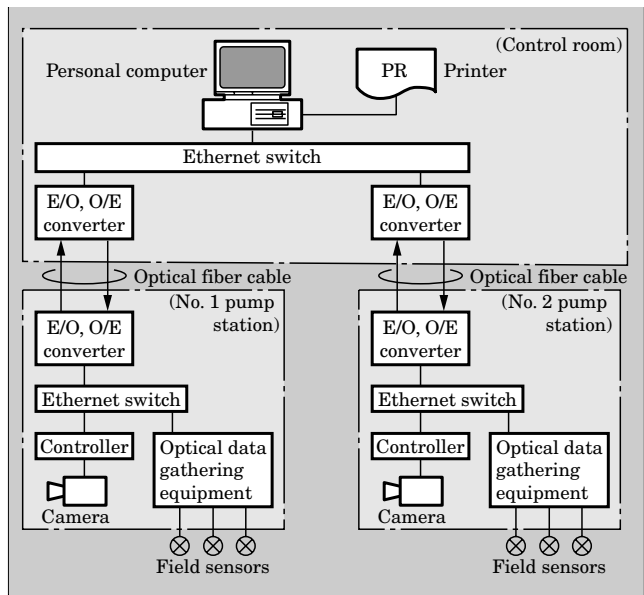 (Control room)
Personal computer
PR
Printer
Ethernet switch
E/O, O/E
converter
E/O, O/E
converter
Optical fiber cable
Optical fiber cable
(No. 1 pump
station)
E/O, O/E
converter
Ethernet switch
Controller
Optical data
gathering
equipment
Camera
Field sensors
(No. 2 pump
station)
E/O, O/E
converter
Ethernet switch
Controller
Optical data
gathering
equipment
Camera
Field sensors